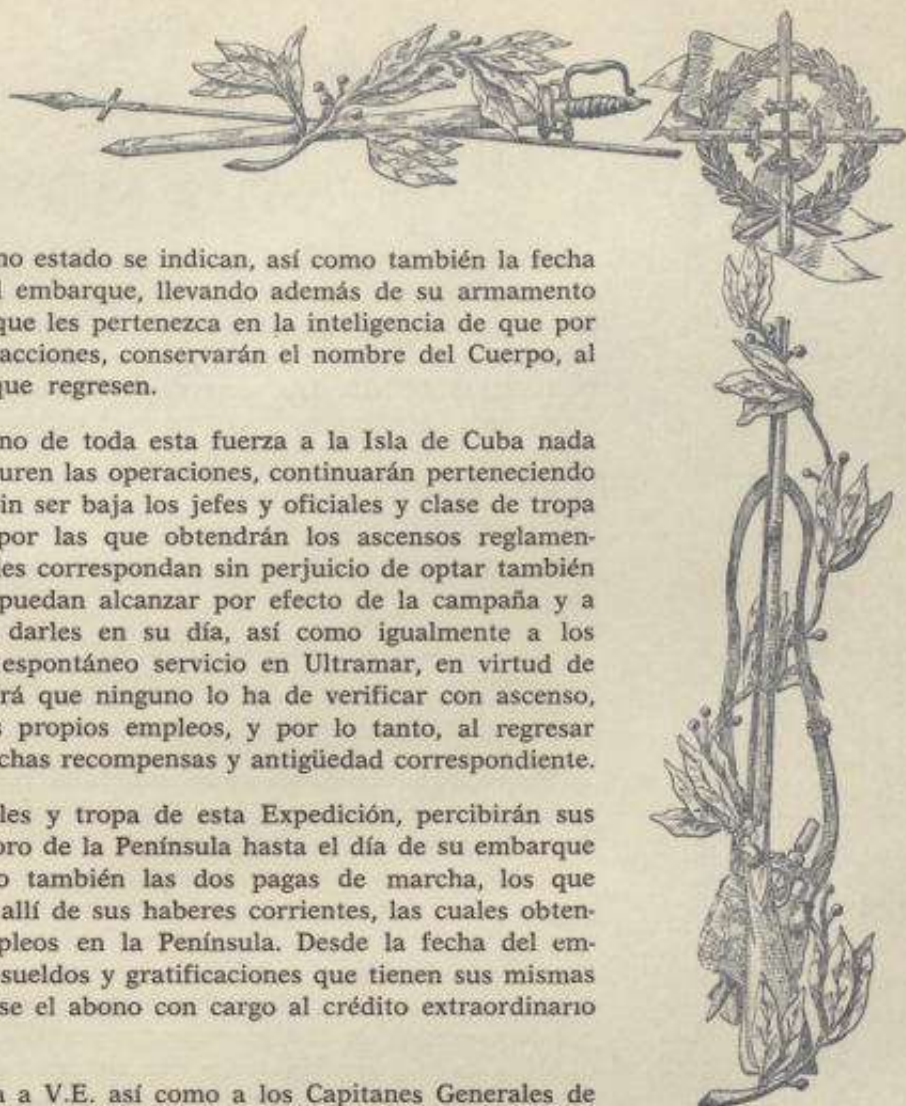 no estado se indican, así como también la fecha
l embarque, llevando además de su armamento
que les pertenezca en la inteligencia de que por
acciones, conservarán el nombre del Cuerpo, al
que regresen.
no de toda esta fuerza a la Isla de Cuba nada
uren las operaciones, continuarán perteneciendo
in ser baja los jefes y oficiales y clase de tropa
por las que obtendrán los ascensos reglamen-
les correspondan sin perjuicio de optar también
puedan alcanzar por efecto de la campaña y a
darles en su día, así como igualmente a los
espontáneo servicio en Ultramar, en virtud de
rá que ninguno lo ha de verificar con ascenso,
s propios empleos, y por lo tanto, al regresar
chas recompensas y antigüedad correspondiente.
les y tropa de esta Expedición, percibirán sus
oro de la Península hasta el día de su embarque
o también las dos pagas de marcha, los que
allí de sus haberes corrientes, las cuales obten-
pleos en la Península. Desde la fecha del em-
sueldos y gratificaciones que tienen sus mismas
se el abono con cargo al crédito extraordinario
a a V.E. así como a los Capitanes Generales de